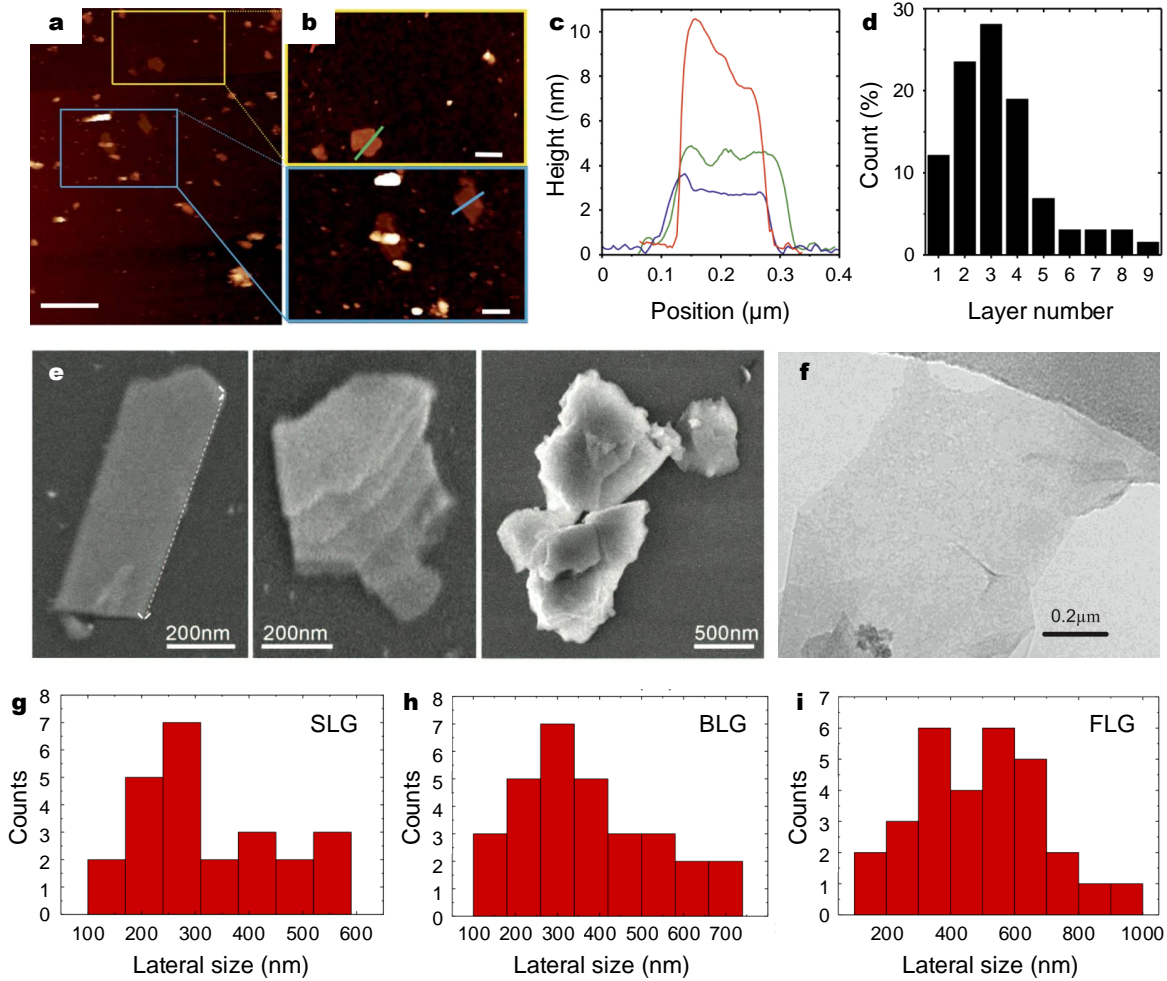 a
b
c
Height (nm)
10
8
6
4
2
0
0 0.1 0.2 0.3 0.4
Position (µm)
d
Count (%)
30
20
10
0
1 2 3 4 5 6 7 8 9
Layer number
e
200nm
200nm
500nm
f
0.2µm
g
SLG
Counts
8
7
6
5
4
3
2
1
0
100 200 300 400 500 600
Lateral size (nm)
h
BLG
Counts
8
7
6
5
4
3
2
1
0
100 200 300 400 500 600 700
Lateral size (nm)
i
FLG
Counts
7
6
5
4
3
2
1
0
200 400 600 800 1000
Lateral size (nm)